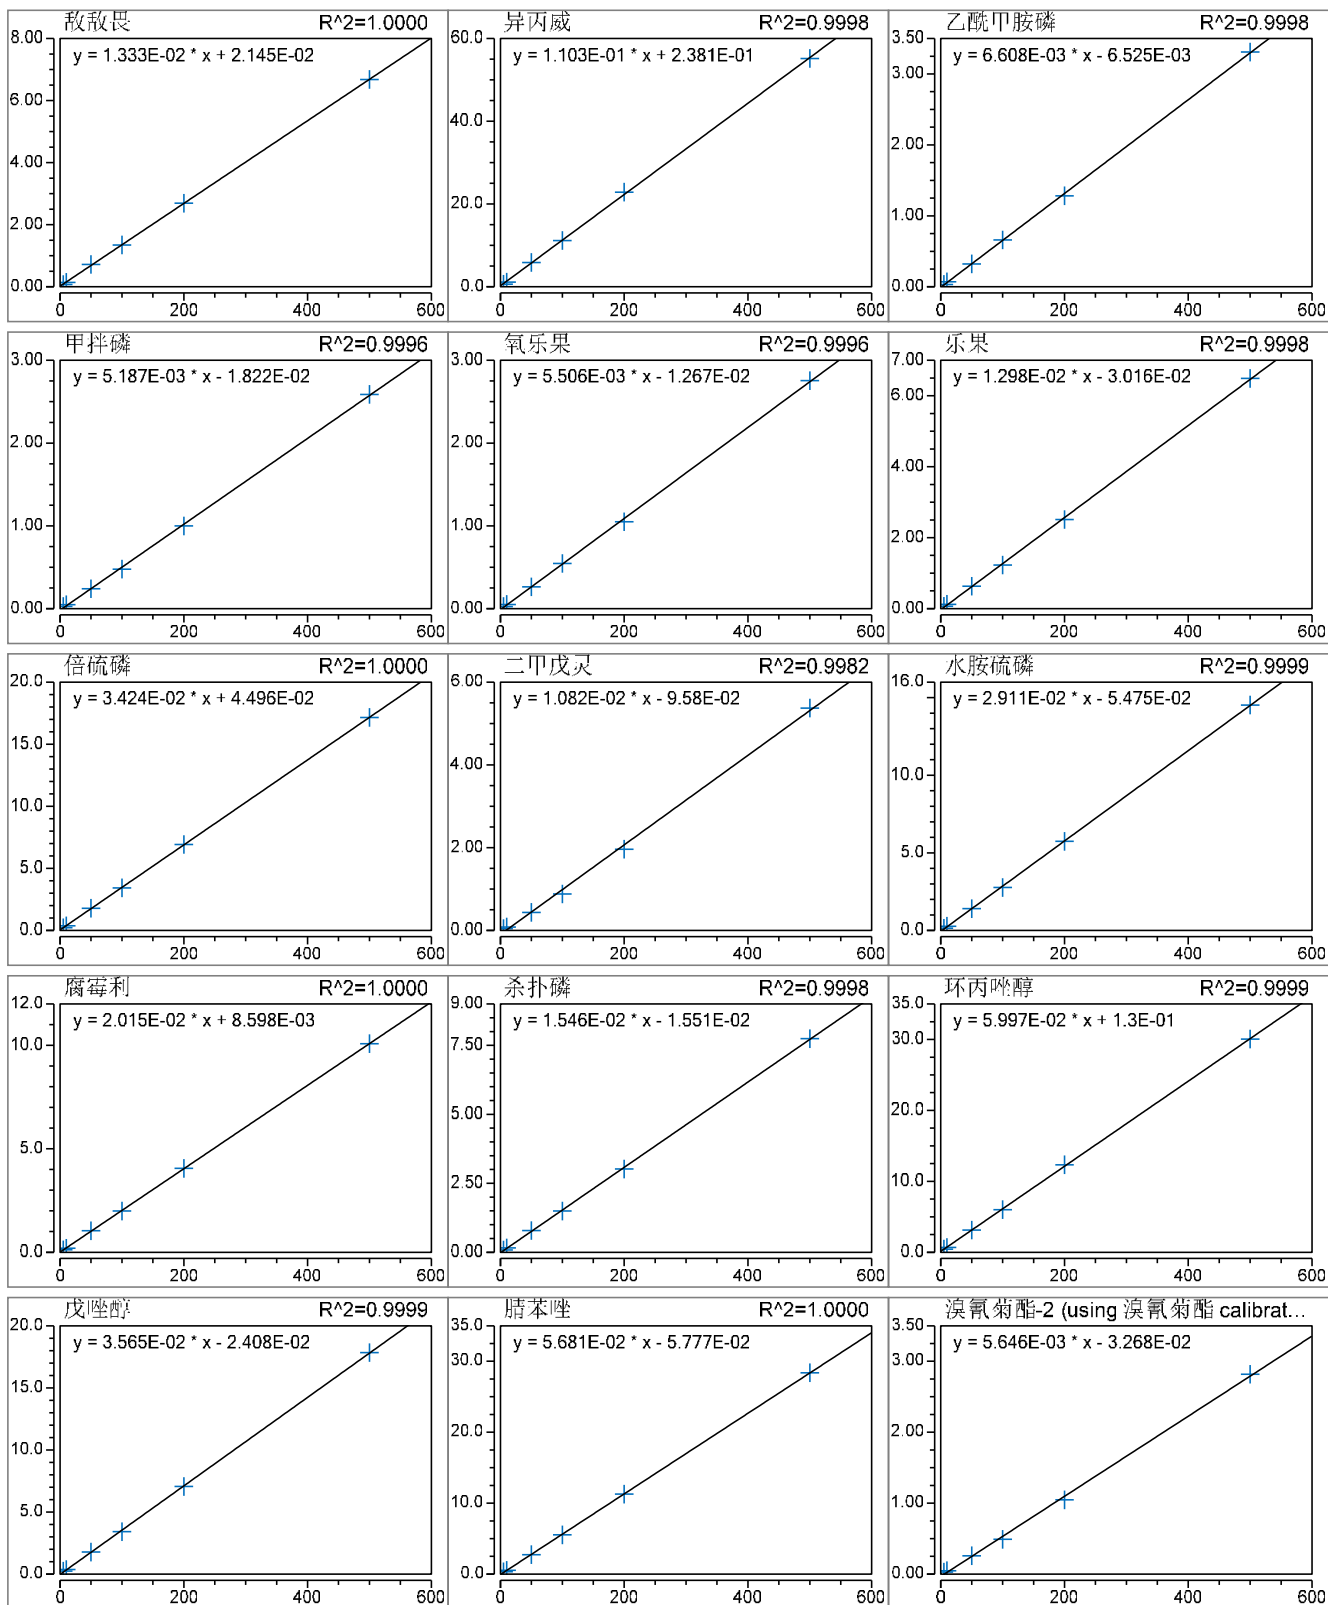 敌敌畏 R^2=1.0000
y = 1.333E-02 * x + 2.145E-02
8.00
6.00
4.00
2.00
0.00
0 200 400 600
异丙威 R^2=0.9998
y = 1.103E-01 * x + 2.381E-01
60.0
40.0
20.0
0.0
0 200 400 600
乙酰甲胺磷 R^2=0.9998
y = 6.608E-03 * x - 6.525E-03
3.50
3.00
2.00
1.00
0.00
0 200 400 600
甲拌磷 R^2=0.9996
y = 5.187E-03 * x - 1.822E-02
3.00
2.00
1.00
0.00
0 200 400 600
氧乐果 R^2=0.9996
y = 5.506E-03 * x - 1.267E-02
3.00
2.00
1.00
0.00
0 200 400 600
乐果 R^2=0.9998
y = 1.298E-02 * x - 3.016E-02
7.00
6.00
4.00
2.00
0.00
0 200 400 600
倍硫磷 R^2=1.0000
y = 3.424E-02 * x + 4.496E-02
20.0
15.0
10.0
5.0
0.0
0 200 400 600
二甲戊灵 R^2=0.9982
y = 1.082E-02 * x - 9.58E-02
6.00
4.00
2.00
0.00
0 200 400 600
水胺硫磷 R^2=0.9999
y = 2.911E-02 * x - 5.475E-02
16.0
10.0
5.0
0.0
0 200 400 600
腐霉利 R^2=1.0000
y = 2.015E-02 * x + 8.598E-03
12.0
10.0
5.0
0.0
0 200 400 600
杀扑磷 R^2=0.9998
y = 1.546E-02 * x - 1.551E-02
9.00
7.50
5.00
2.50
0.00
0 200 400 600
环丙唑醇 R^2=0.9999
y = 5.997E-02 * x + 1.3E-01
35.0
30.0
20.0
10.0
0.0
0 200 400 600
戊唑醇 R^2=0.9999
y = 3.565E-02 * x - 2.408E-02
20.0
15.0
10.0
5.0
0.0
0 200 400 600
腈苯唑 R^2=1.0000
y = 5.681E-02 * x - 5.777E-02
35.0
30.0
20.0
10.0
0.0
0 200 400 600
溴氰菊酯-2 (using 溴氰菊酯 calibrat...
y = 5.646E-03 * x - 3.268E-02
3.50
3.00
2.00
1.00
0.00
0 200 400 600